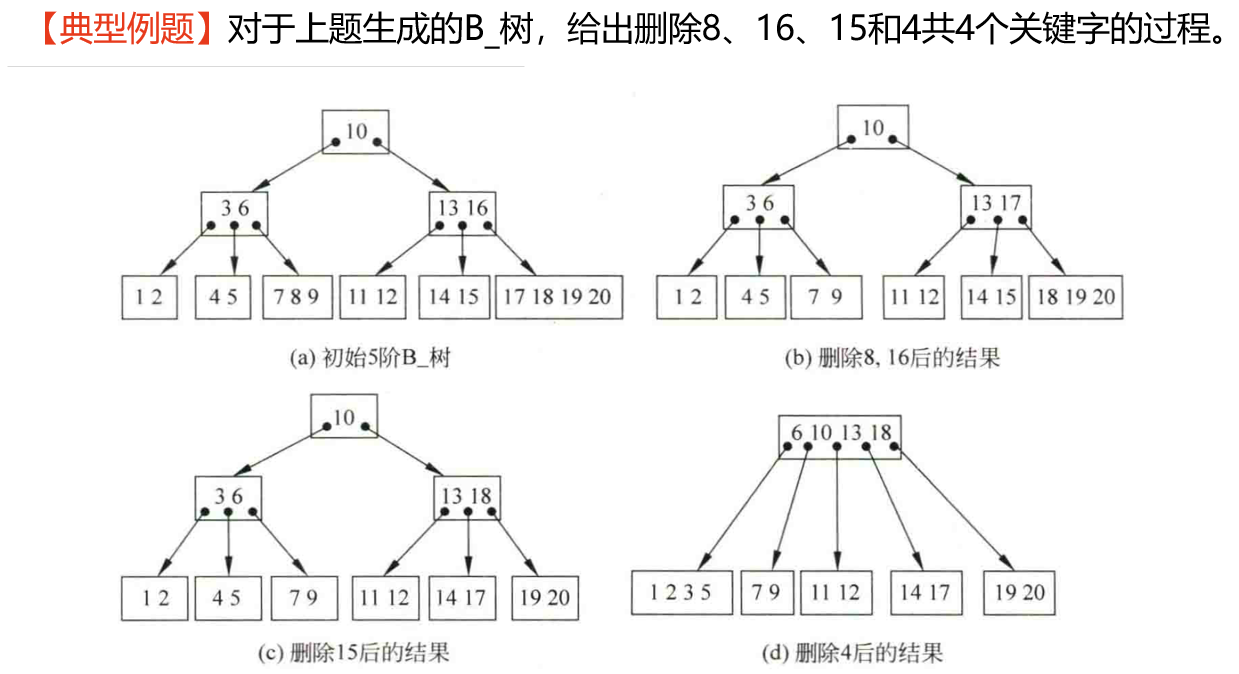 【典型例题】对于上题生成的B_树，给出删除8、16、15和4共4个关键字的过程。
10
3 6
13 16
1 2
4 5
7 8 9
11 12
14 15
17 18 19 20
(a) 初始5阶B_树
10
3 6
13 17
1 2
4 5
7 9
11 12
14 15
18 19 20
(b) 删除8, 16后的结果
10
3 6
13 18
1 2
4 5
7 9
11 12
14 17
19 20
(c) 删除15后的结果
6 10 13 18
1 2 3 5
7 9
11 12
14 17
19 20
(d) 删除4后的结果